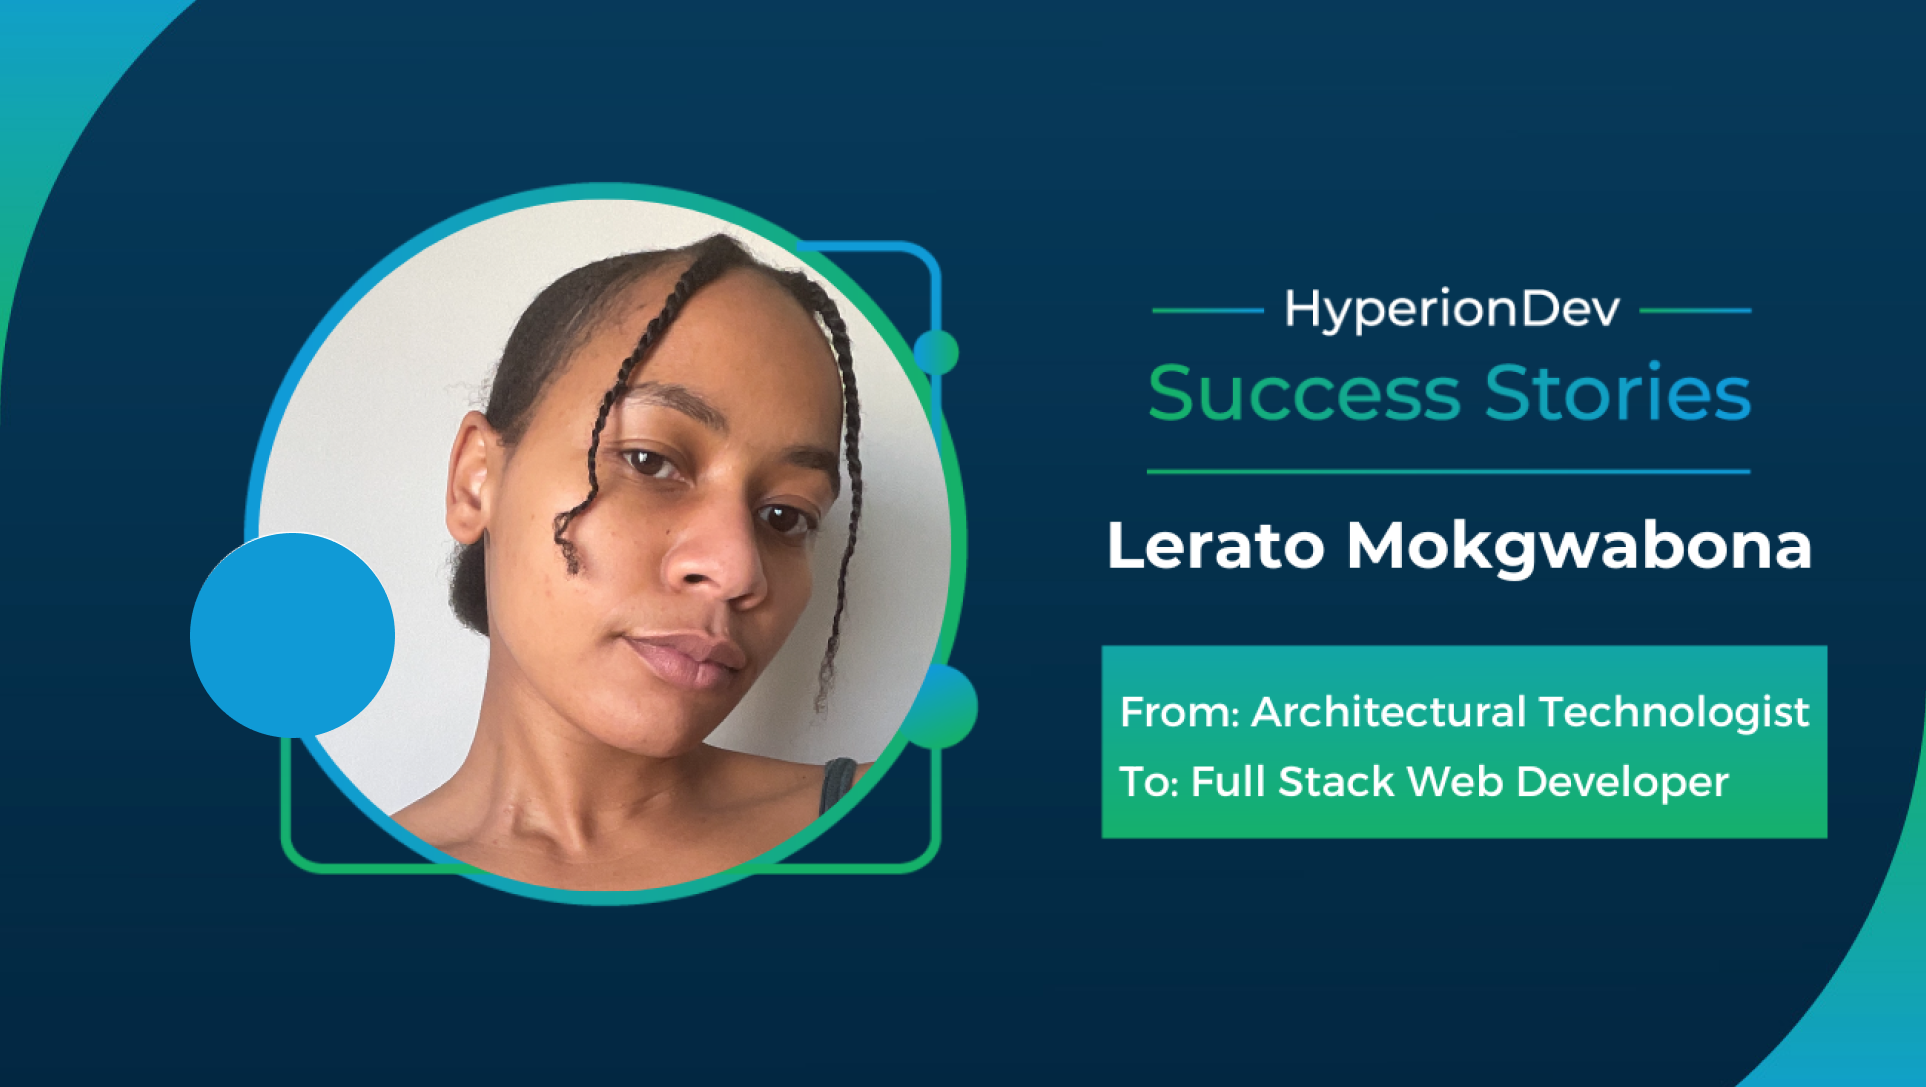 HyperionDev
Success Stories
Lerato Mokgwabona
From: Architectural Technologist
To: Full Stack Web Developer